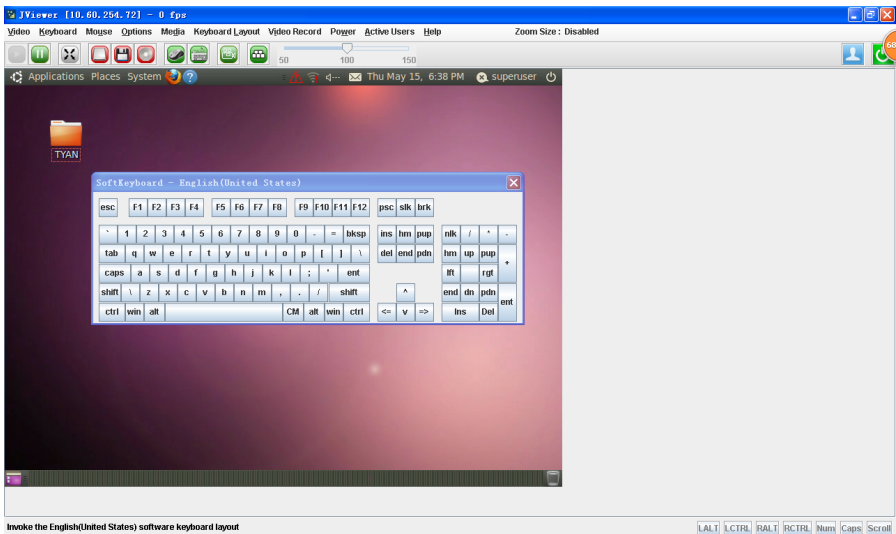 JViewer [10.60.254.72] - 0 fps
Video Keyboard Mouse Options Media Keyboard Layout Video Record Power Active Users Help Zoom Size : Disabled
50 100 150
68
Applications Places System Thu May 15, 6:38 PM superuser
TYAN
SoftKeyboard - English(United States)
esc F1 F2 F3 F4 F5 F6 F7 F8 F9 F10 F11 F12 psc slk brk
` 1 2 3 4 5 6 7 8 9 0 - = bksp ins hm pup nlk / * -
tab q w e r t y u i o p [ ] \ del end pdn hm up pup +
caps a s d f g h j k l ; ' ent lft rgt
shift \ z x c v b n m , . / shift ^ end dn pdn ent
ctrl win alt CM alt win ctrl <= v => Ins Del
Invoke the English(United States) software keyboard layout
LALT LCTRL RALT RCTRL Num Caps Scroll